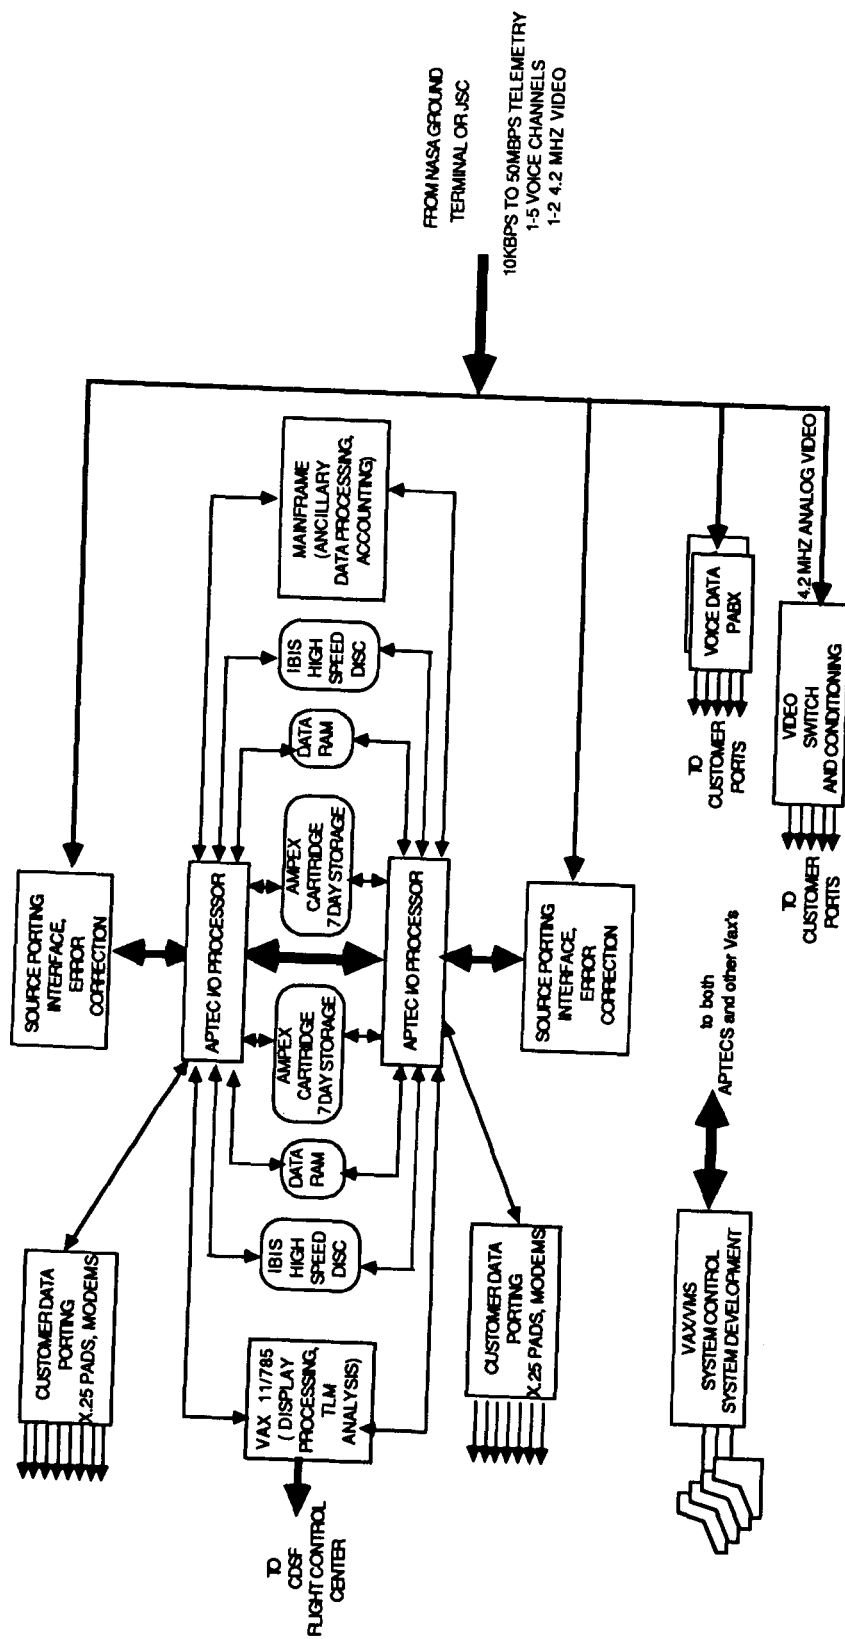 FROM NASA GROUND
TERMINAL OR JSC
10KBPS TO 50MBPS TELEMETRY
1-5 VOICE CHANNELS
1-2 4.2 MHZ VIDEO
SOURCE PORTING
INTERFACE,
ERROR
CORRECTION
CUSTOMER DATA
PORTING
X.25 PADS, MODEMS
APTEC I/O PROCESSOR
VAX 11/785
( DISPLAY
PROCESSING,
TLM
ANALYSIS)
TO
CDSF
FLIGHT CONTROL
CENTER
IBIS
HIGH
SPEED
DISC
DATA
RAM
AMPEX
CARTRIDGE
7 DAY STORAGE
AMPEX
CARTRIDGE
7 DAY STORAGE
DATA
RAM
IBIS
HIGH
SPEED
DISC
MAINFRAME
(ANCILLARY
DATA PROCESSING,
ACCOUNTING)
APTEC I/O PROCESSOR
CUSTOMER DATA
PORTING
X.25 PADS, MODEMS
SOURCE PORTING
INTERFACE,
ERROR
CORRECTION
VAX/VMS
SYSTEM CONTROL
SYSTEM DEVELOPMENT
to both
APTECS and other Vax's
TO
CUSTOMER
PORTS
VOICE DATA
PABX
TO
CUSTOMER
PORTS
VIDEO
SWITCH
AND CONDITIONING
4.2 MHZ ANALOG VIDEO